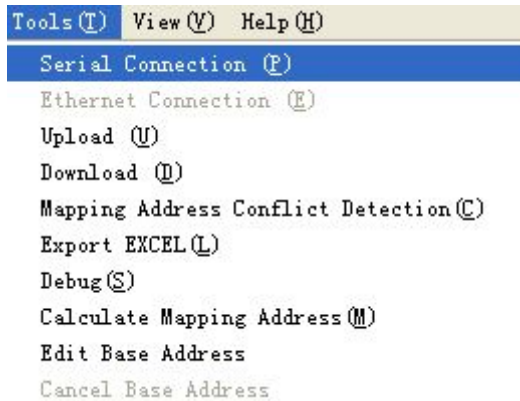 Tools(T) View(V) Help(H)
Serial Connection (P)
Ethernet Connection (E)
Upload (U)
Download (D)
Mapping Address Conflict Detection(C)
Export EXCEL(L)
Debug(S)
Calculate Mapping Address(M)
Edit Base Address
Cancel Base Address